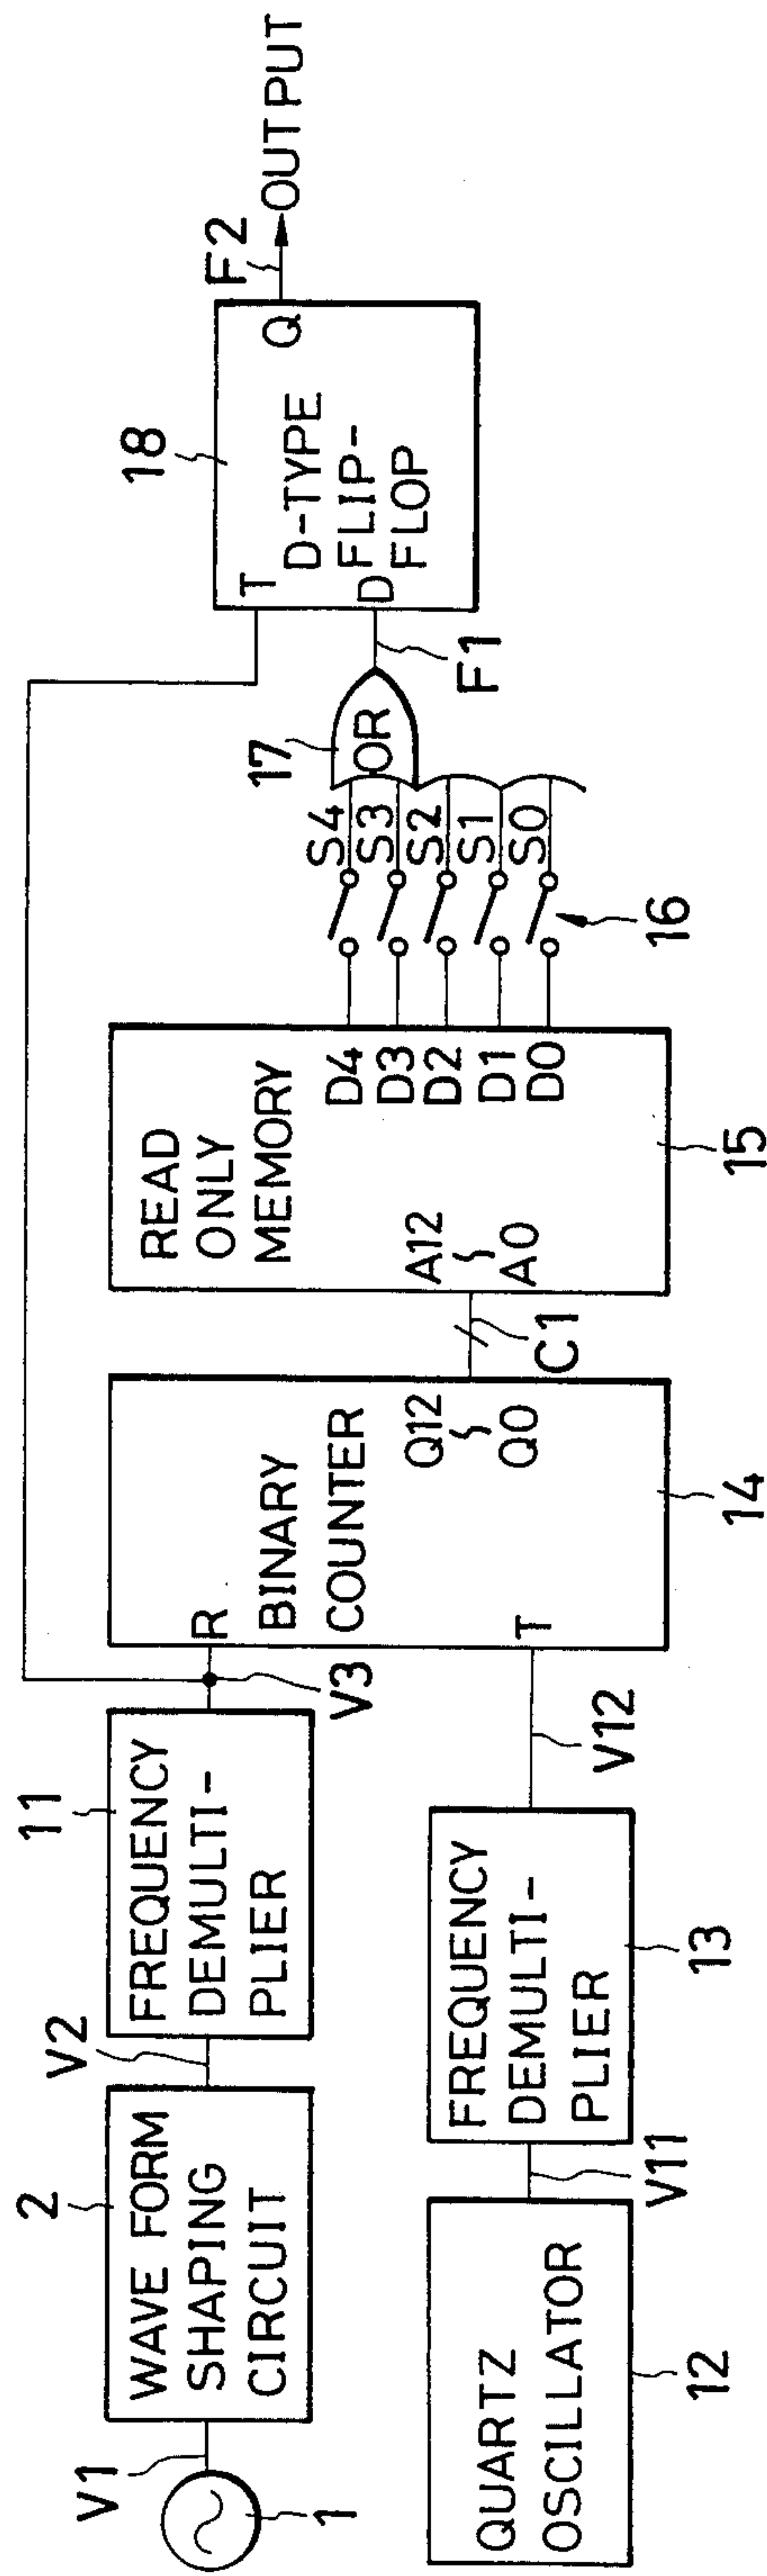 V1
1
2
WAVE FORM
SHAPING
CIRCUIT
V2
11
FREQUENCY
DEMULTI-
PLIER
V3
QUARTZ
OSCILLATOR
12
V11
FREQUENCY
DEMULTI-
PLIER
13
V12
R
BINARY
COUNTER
Q12
Q0
T
14
C1
READ
ONLY
MEMORY
A12
A0
D4
D3
D2
D1
D0
15
S4
S3
S2
S1
S0
16
17
OR
F1
18
T
D-TYPE
FLIP-
FLOP
D
Q
F2
OUTPUT